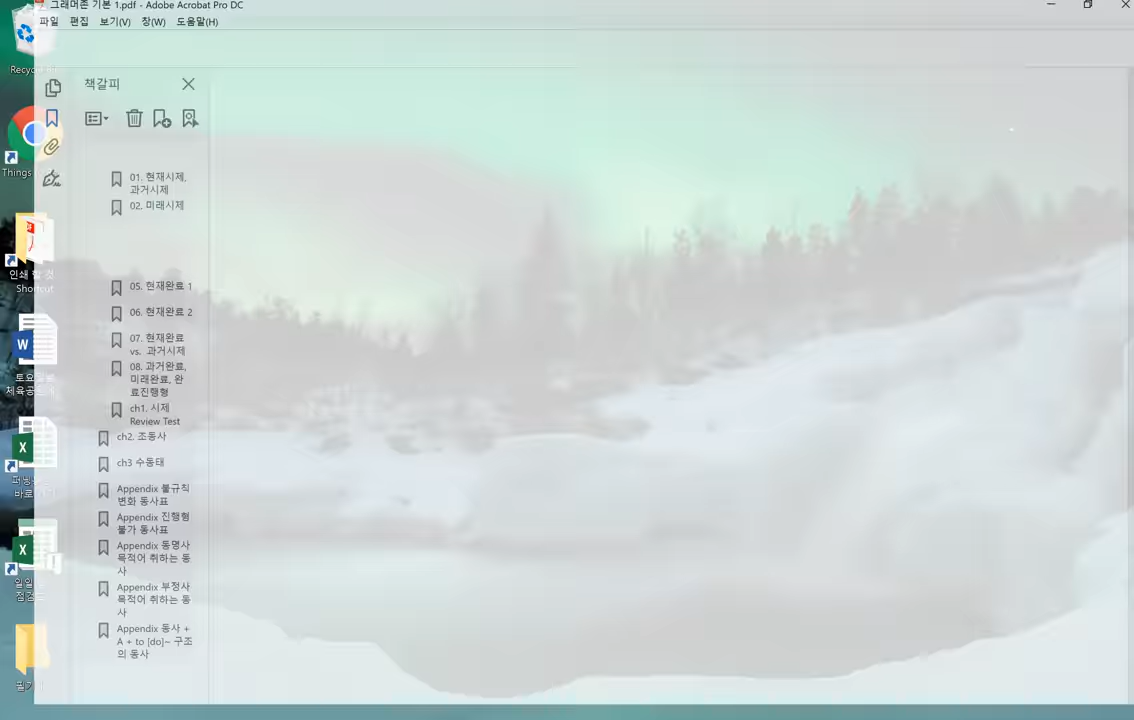 그래머존 기본 1.pdf - Adobe Acrobat Pro DC
파일 편집 보기(V) 창(W) 도움말(H)
책갈피
01. 현재시제,
과거시제
02. 미래시제
05. 현재완료 1
06. 현재완료 2
07. 현재완료
vs. 과거시제
08. 과거완료,
미래완료, 완
료진행형
ch1. 시제
Review Test
ch2. 조동사
ch3 수동태
Appendix 불규칙
변화 동사표
Appendix 진행형
불가 동사표
Appendix 동명사
목적어 취하는 동
사
Appendix 부정사
목적어 취하는 동
사
Appendix 동사 +
A + to [do]~ 구조
의 동사
Things
인쇄 할 것
Shortcut
W
X
X